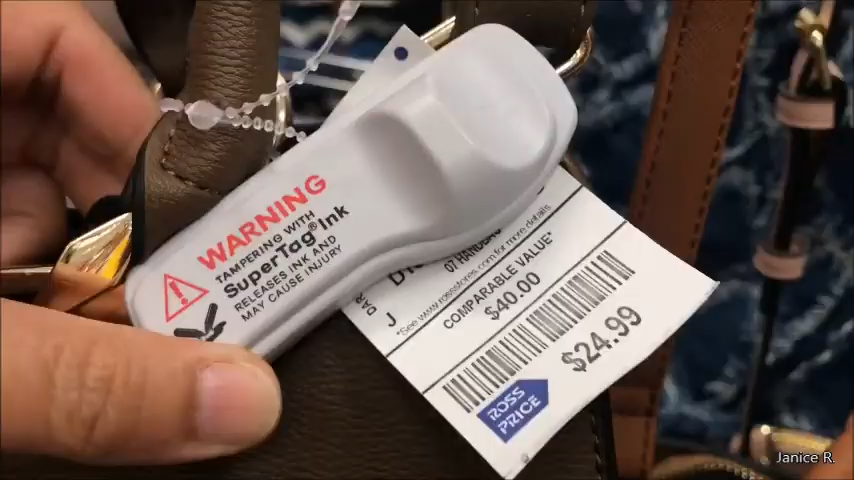 WARNING
TAMPERING WITH
SuperTag® Ink
RELEASES INK AND
MAY CAUSE INJURY
J
07 HANDBAG
*See www.rossstores.com for more details
COMPARABLE VALUE*
$40.00
$24.99
ROSS
PRICE
Janice R.